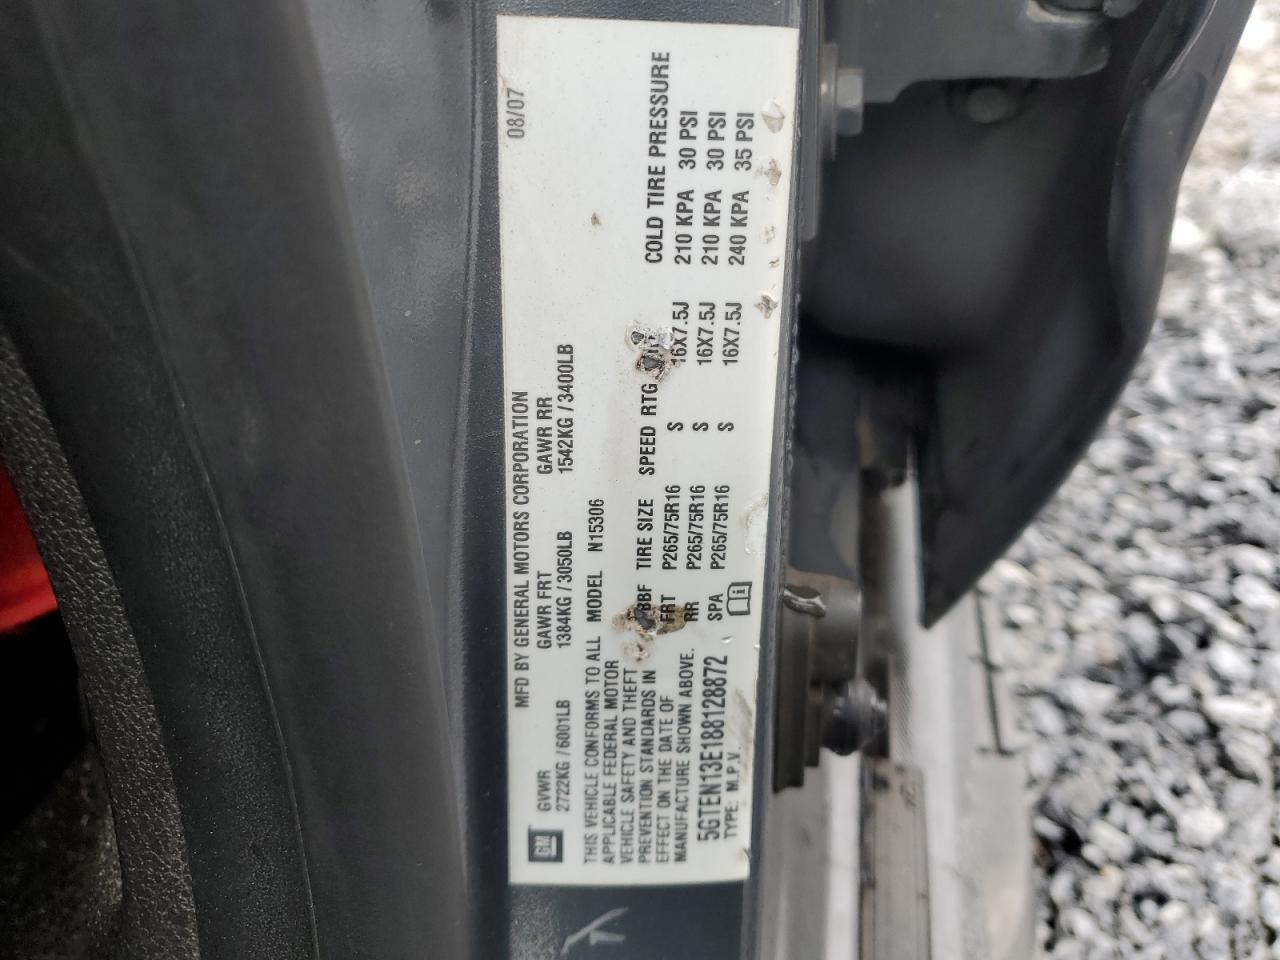 08/07
MFD BY GENERAL MOTORS CORPORATION
GM GVWR GAWR FRT GAWR RR
2722KG / 6001LB 1384KG / 3050LB 1542KG / 3400LB
THIS VEHICLE CONFORMS TO ALL
APPLICABLE FEDERAL MOTOR
VEHICLE SAFETY AND THEFT
PREVENTION STANDARDS IN
EFFECT ON THE DATE OF
MANUFACTURE SHOWN ABOVE.
5GTEN13E188128872
TYPE: M.P.V.
MODEL N15306
TIRE SIZE SPEED RTG COLD TIRE PRESSURE
FRT P265/75R16 S 16X7.5J 210 KPA 30 PSI
RR P265/75R16 S 16X7.5J 210 KPA 30 PSI
SPA P265/75R16 S 16X7.5J 240 KPA 35 PSI